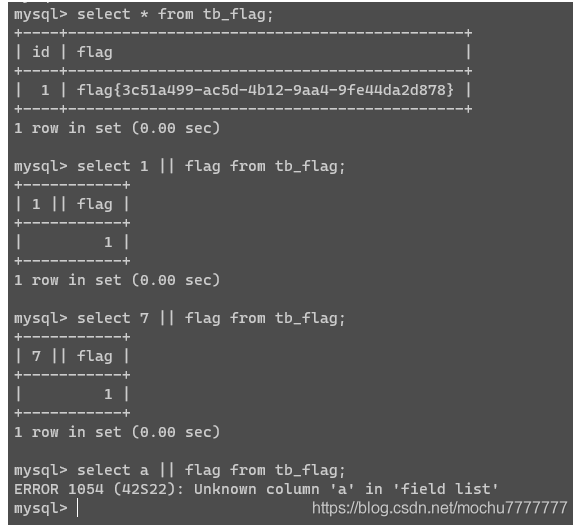 mysql> select * from tb_flag;
+----+--------------------------------------------+
| id | flag                                       |
+----+--------------------------------------------+
|  1 | flag{3c51a499-ac5d-4b12-9aa4-9fe44da2d878} |
+----+--------------------------------------------+
1 row in set (0.00 sec)
mysql> select 1 || flag from tb_flag;
+-----------+
| 1 || flag |
+-----------+
|         1 |
+-----------+
1 row in set (0.00 sec)
mysql> select 7 || flag from tb_flag;
+-----------+
| 7 || flag |
+-----------+
|         1 |
+-----------+
1 row in set (0.00 sec)
mysql> select a || flag from tb_flag;
ERROR 1054 (42S22): Unknown column 'a' in 'field list'
mysql>
https://blog.csdn.net/mochu7777777